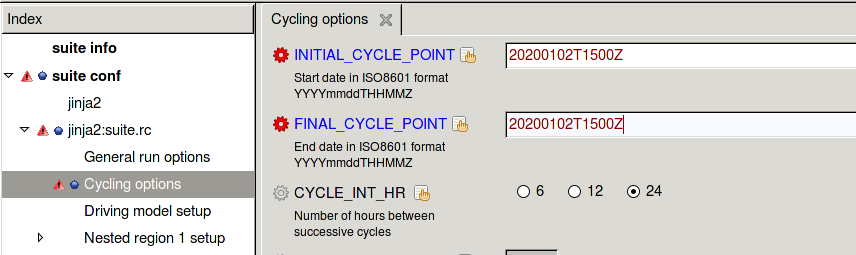 Index
suite info
suite conf
jinja2
jinja2:suite.rc
General run options
Cycling options
Driving model setup
Nested region 1 setup
Cycling options
INITIAL_CYCLE_POINT
20200102T1500Z
Start date in ISO8601 format
YYYYmmddTHHMMZ
FINAL_CYCLE_POINT
20200102T1500Z
End date in ISO8601 format
YYYYmmddTHHMMZ
CYCLE_INT_HR
6 12 24
Number of hours between
successive cycles